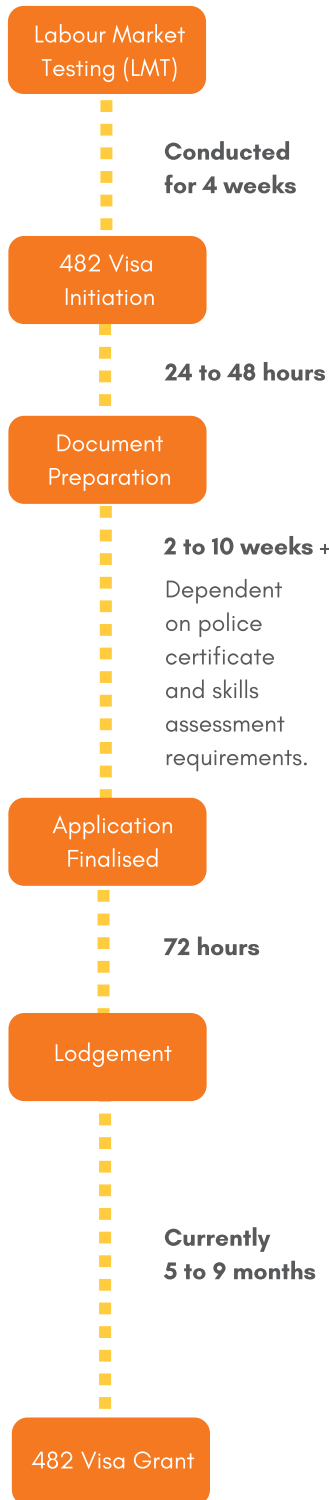 Labour Market
Testing (LMT)
Conducted
for 4 weeks
482 Visa
Initiation
24 to 48 hours
Document
Preparation
2 to 10 weeks +
Dependent
on police
certificate
and skills
assessment
requirements.
Application
Finalised
72 hours
Lodgement
Currently
5 to 9 months
482 Visa Grant